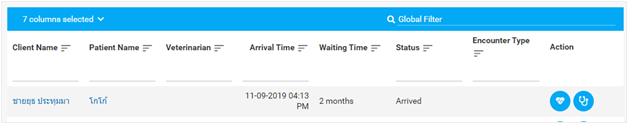 7 columns selected
Global Filter
Client Name Patient Name Veterinarian Arrival Time Waiting Time Status Encounter Type Action
ชายยุธ ประทุมมา โกโก้ 11-09-2019 04:13 PM 2 months Arrived